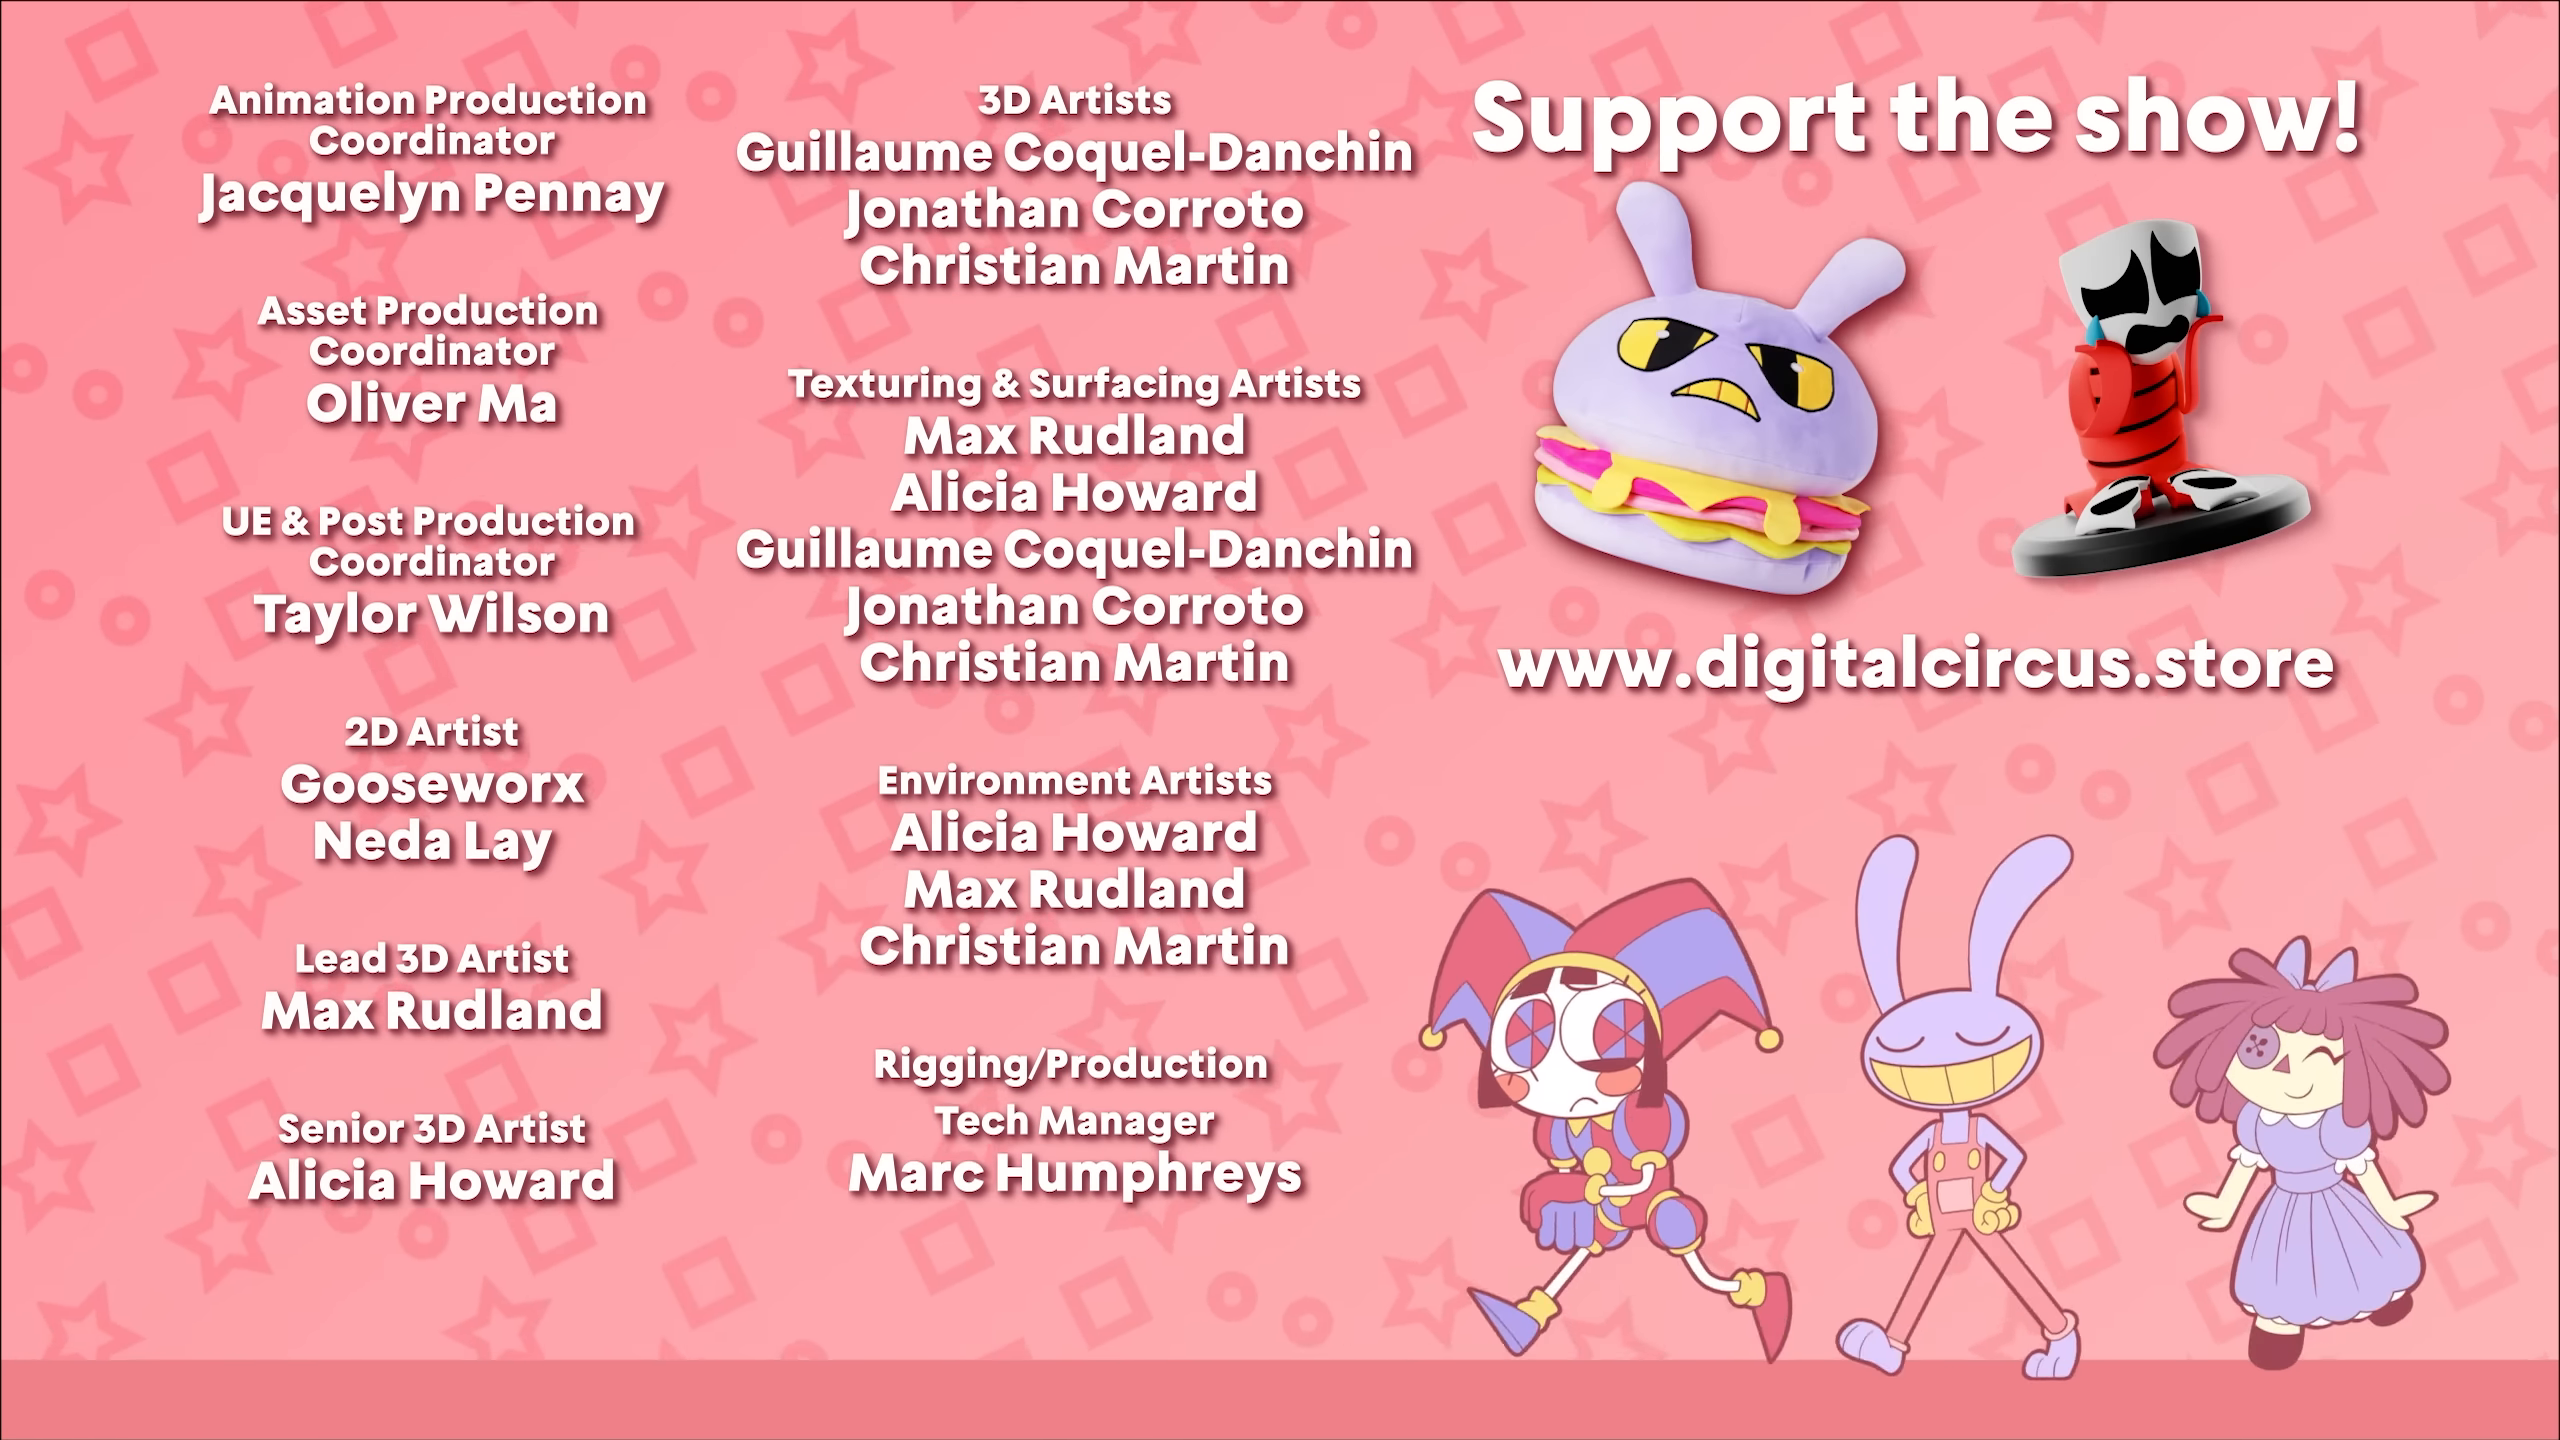 Animation Production
Coordinator
Jacquelyn Pennay
Asset Production
Coordinator
Oliver Ma
UE & Post Production
Coordinator
Taylor Wilson
2D Artist
Gooseworx
Neda Lay
Lead 3D Artist
Max Rudland
Senior 3D Artist
Alicia Howard
3D Artists
Guillaume Coquel-Danchin
Jonathan Corroto
Christian Martin
Texturing & Surfacing Artists
Max Rudland
Alicia Howard
Guillaume Coquel-Danchin
Jonathan Corroto
Christian Martin
Environment Artists
Alicia Howard
Max Rudland
Christian Martin
Rigging/Production
Tech Manager
Marc Humphreys
Support the show!
www.digitalcircus.store